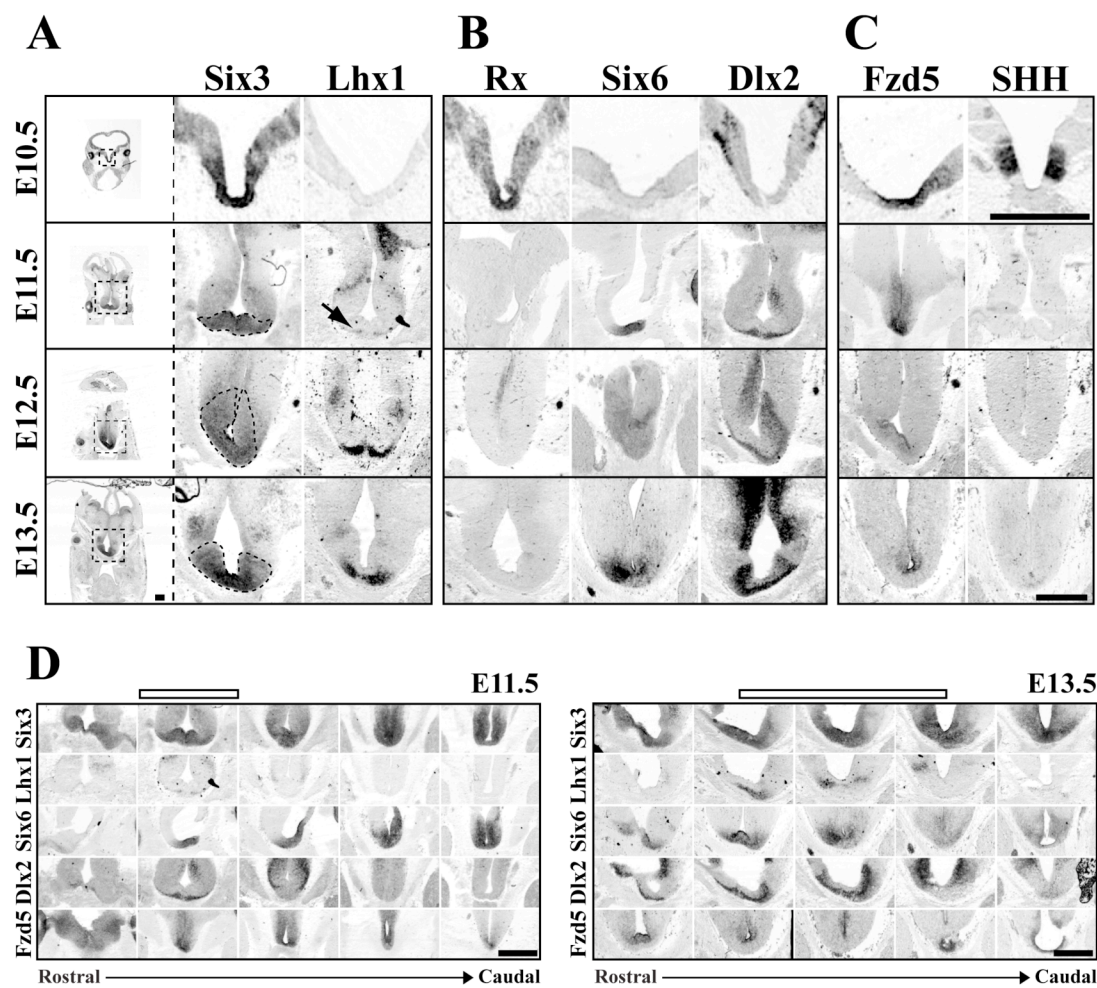 A B C
Six3 Lhx1 Rx Six6 Dlx2 Fzd5 SHH
E10.5
E11.5
E12.5
E13.5
D
E11.5 E13.5
Six3 Six3
Lhx1 Lhx1
Six6 Six6
Dlx2 Dlx2
Fzd5 Fzd5
Rostral Caudal Rostral Caudal